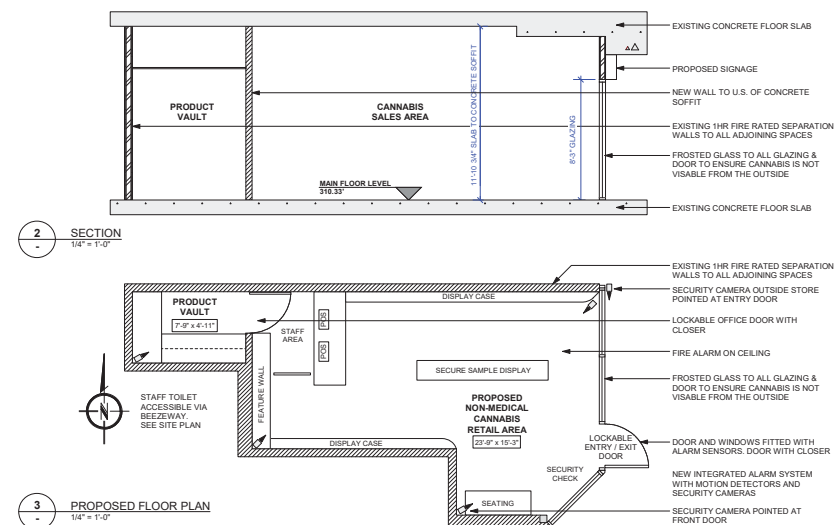 EXISTING CONCRETE FLOOR SLAB
PROPOSED SIGNAGE
NEW WALL TO U.S. OF CONCRETE
SOFFIT
EXISTING 1HR FIRE RATED SEPARATION
WALLS TO ALL ADJOINING SPACES
FROSTED GLASS TO ALL GLAZING &
DOOR TO ENSURE CANNABIS IS NOT
VISABLE FROM THE OUTSIDE
EXISTING CONCRETE FLOOR SLAB
PRODUCT
VAULT
CANNABIS
SALES AREA
11'-10 3/4" SLAB TO CONCRETE SOFFIT
8'-3" GLAZING
MAIN FLOOR LEVEL
310.33'
2
-
SECTION
1/4" = 1'-0"
EXISTING 1HR FIRE RATED SEPARATION
WALLS TO ALL ADJOINING SPACES
SECURITY CAMERA OUTSIDE STORE
POINTED AT ENTRY DOOR
LOCKABLE OFFICE DOOR WITH
CLOSER
FIRE ALARM ON CEILING
FROSTED GLASS TO ALL GLAZING &
DOOR TO ENSURE CANNABIS IS NOT
VISABLE FROM THE OUTSIDE
DOOR AND WINDOWS FITTED WITH
ALARM SENSORS. DOOR WITH CLOSER
NEW INTEGRATED ALARM SYSTEM
WITH MOTION DETECTORS AND
SECURITY CAMERAS
SECURITY CAMERA POINTED AT
FRONT DOOR
PRODUCT
VAULT
7'-9" x 4'-11"
STAFF
AREA
POS
POS
DISPLAY CASE
SECURE SAMPLE DISPLAY
FEATURE WALL
PROPOSED
NON-MEDICAL
CANNABIS
RETAIL AREA
23'-9" x 15'-3"
DISPLAY CASE
LOCKABLE
ENTRY / EXIT
DOOR
SECURITY
CHECK
SEATING
N
STAFF TOILET
ACCESSIBLE VIA
BEEZEWAY.
SEE SITE PLAN
3
-
PROPOSED FLOOR PLAN
1/4" = 1'-0"